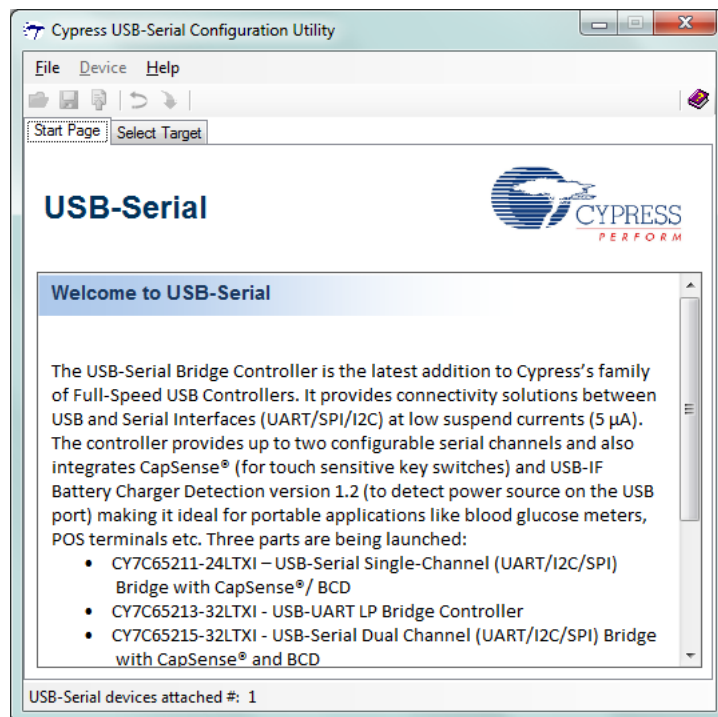 Cypress USB-Serial Configuration Utility
File Device Help
Start Page Select Target
USB-Serial
CYPRESS
PERFORM
Welcome to USB-Serial
The USB-Serial Bridge Controller is the latest addition to Cypress's family
of Full-Speed USB Controllers. It provides connectivity solutions between
USB and Serial Interfaces (UART/SPI/I2C) at low suspend currents (5 µA).
The controller provides up to two configurable serial channels and also
integrates CapSense® (for touch sensitive key switches) and USB-IF
Battery Charger Detection version 1.2 (to detect power source on the USB
port) making it ideal for portable applications like blood glucose meters,
POS terminals etc. Three parts are being launched:
• CY7C65211-24LTXI – USB-Serial Single-Channel (UART/I2C/SPI)
Bridge with CapSense®/ BCD
• CY7C65213-32LTXI - USB-UART LP Bridge Controller
• CY7C65215-32LTXI - USB-Serial Dual Channel (UART/I2C/SPI) Bridge
with CapSense® and BCD
USB-Serial devices attached #: 1